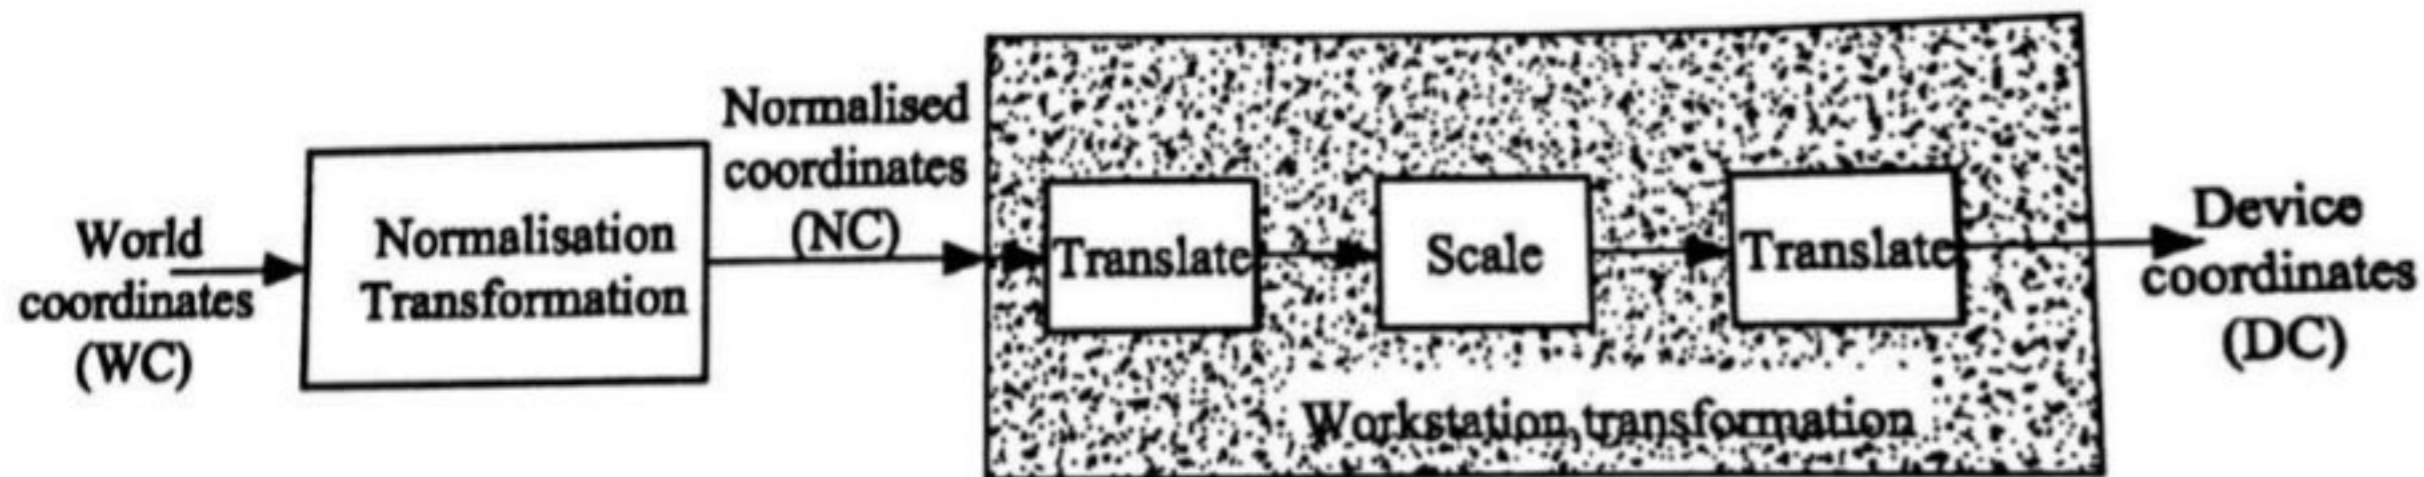 World
coordinates
(WC)
Normalisation
Transformation
Normalised
coordinates
(NC)
Translate
Scale
Translate
Workstation transformation
Device
coordinates
(DC)